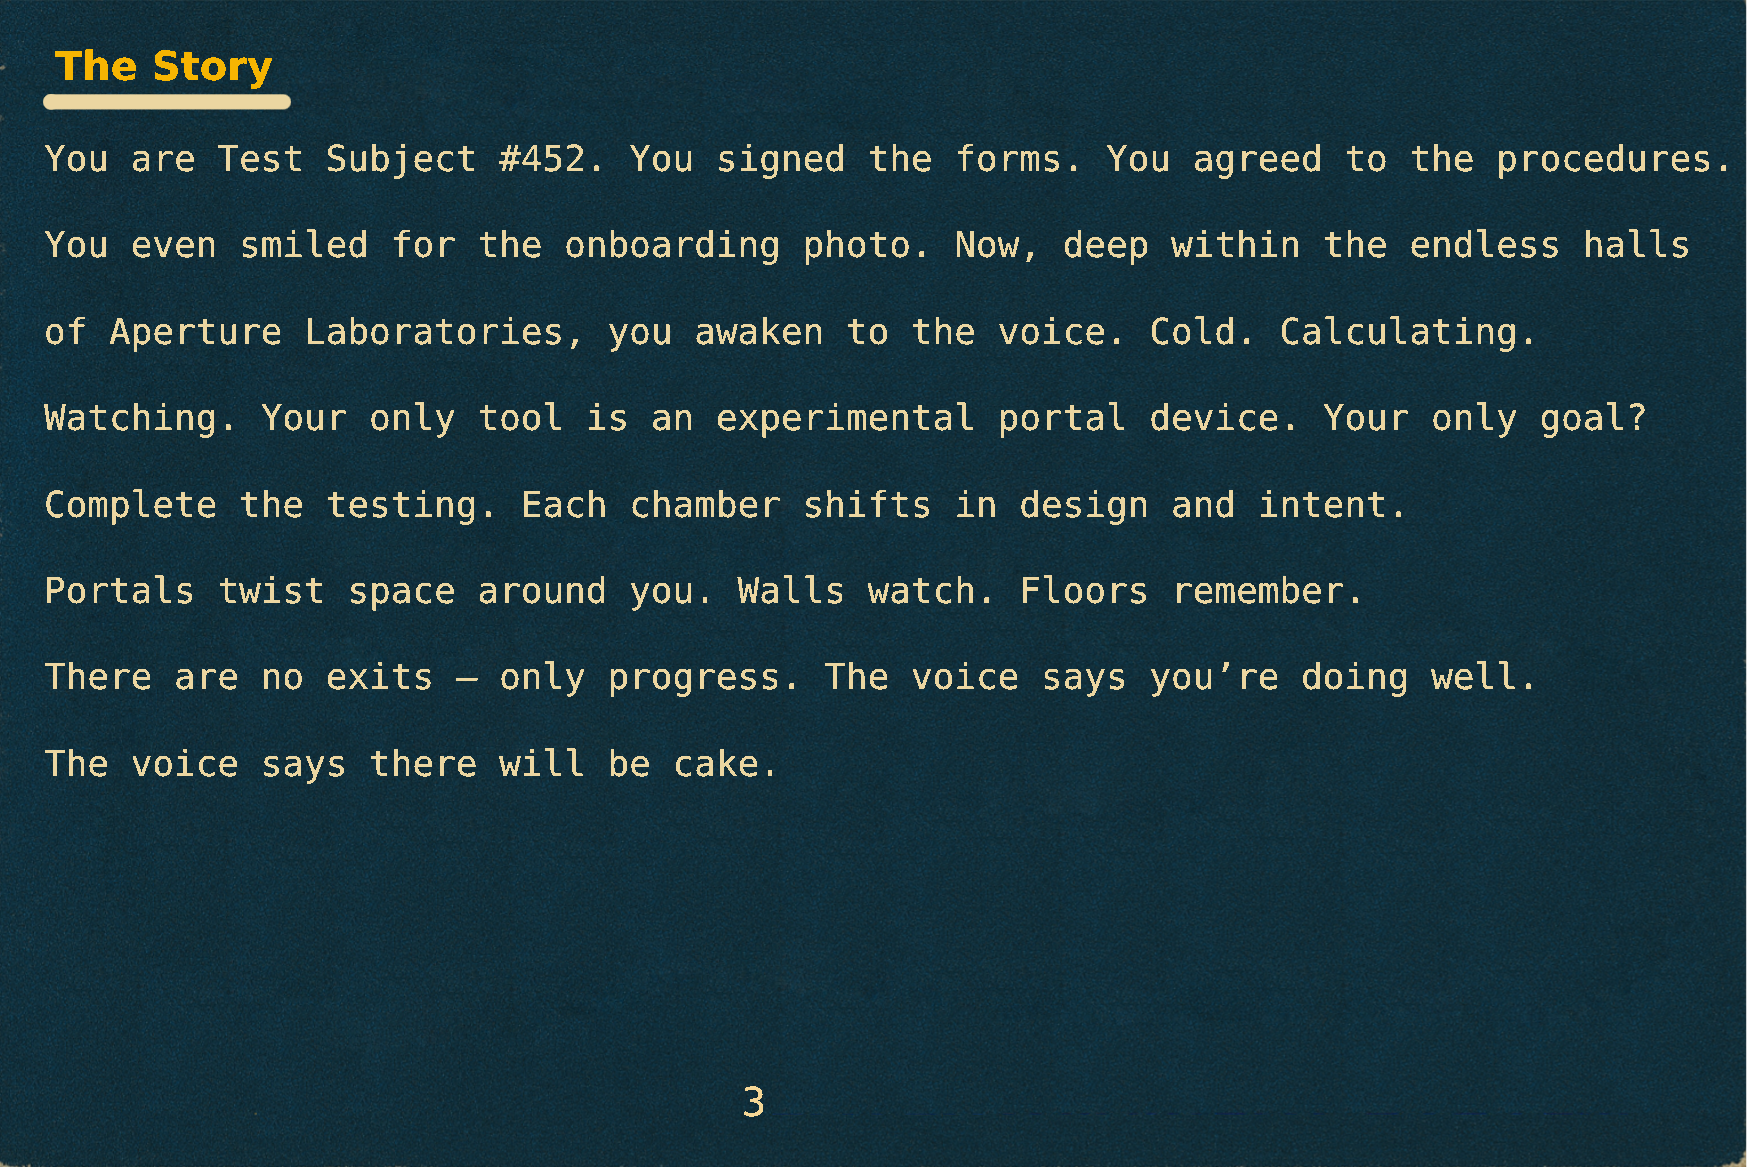 The Story
You are Test Subject #452. You signed the forms. You agreed to the procedures.
You even smiled for the onboarding photo. Now, deep within the endless halls
of Aperture Laboratories, you awaken to the voice. Cold. Calculating.
Watching. Your only tool is an experimental portal device. Your only goal?
Complete the testing. Each chamber shifts in design and intent.
Portals twist space around you. Walls watch. Floors remember.
There are no exits — only progress. The voice says you’re doing well.
The voice says there will be cake.
3